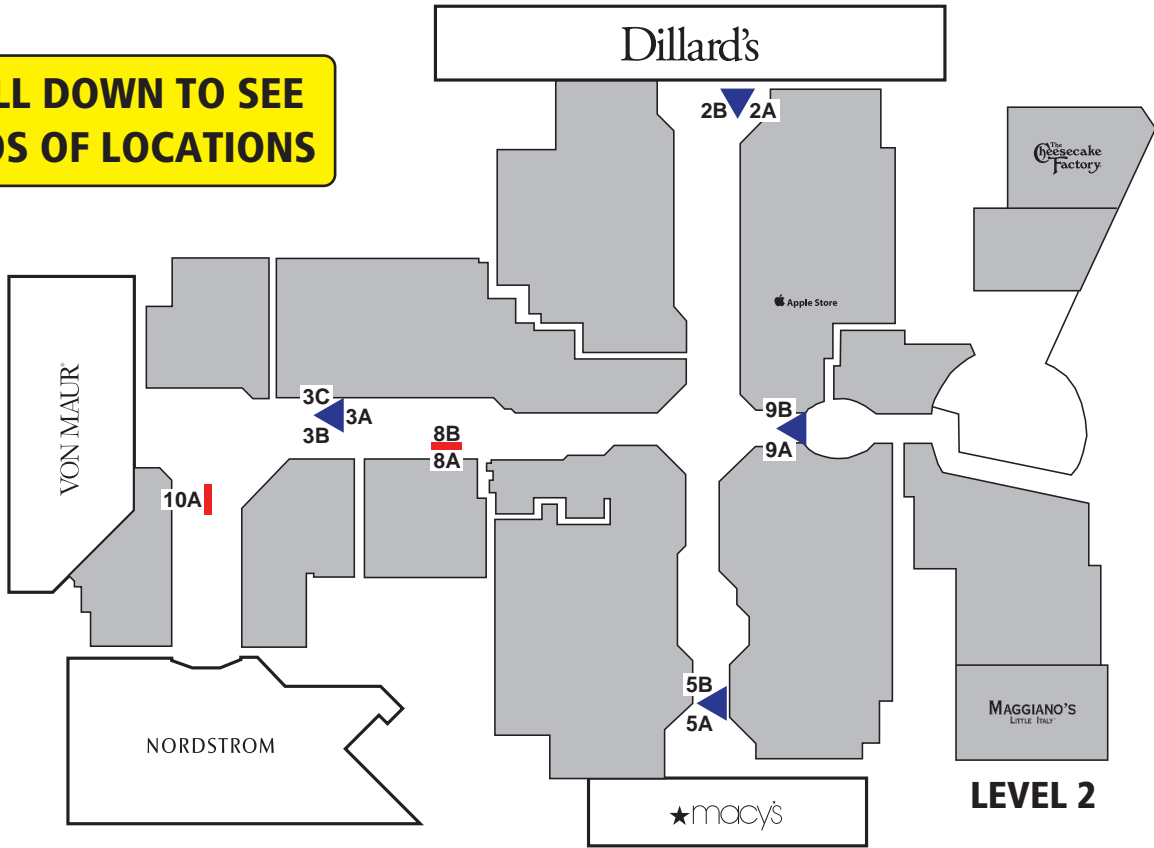 Dillard's
LL DOWN TO SEE
OS OF LOCATIONS
2B
2A
The
Cheesecake
Factory
Apple Store
VON MAUR
3C
3A
3B
8B
8A
9B
9A
10A
5B
5A
NORDSTROM
MAGGIANO'S
LITTLE ITALY
LEVEL 2
★macy's